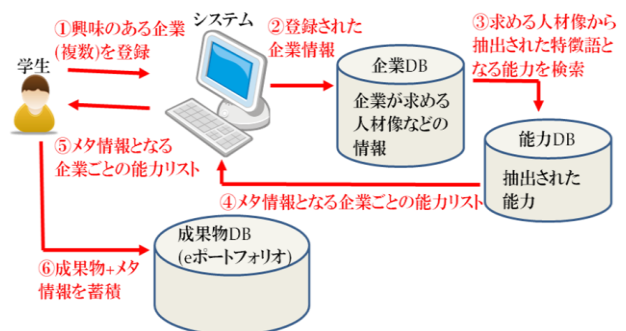 ①興味のある企業
(複数)を登録
システム
②登録された
企業情報
③求める人材像から
抽出された特徴語と
なる能力を検索
学生
企業DB
企業が求める
人材像などの
情報
⑤メタ情報となる
企業ごとの能力リスト
能力DB
抽出された
能力
④メタ情報となる企業ごとの能力リスト
成果物DB
(eポートフォリオ)
⑥成果物+メタ
情報を蓄積